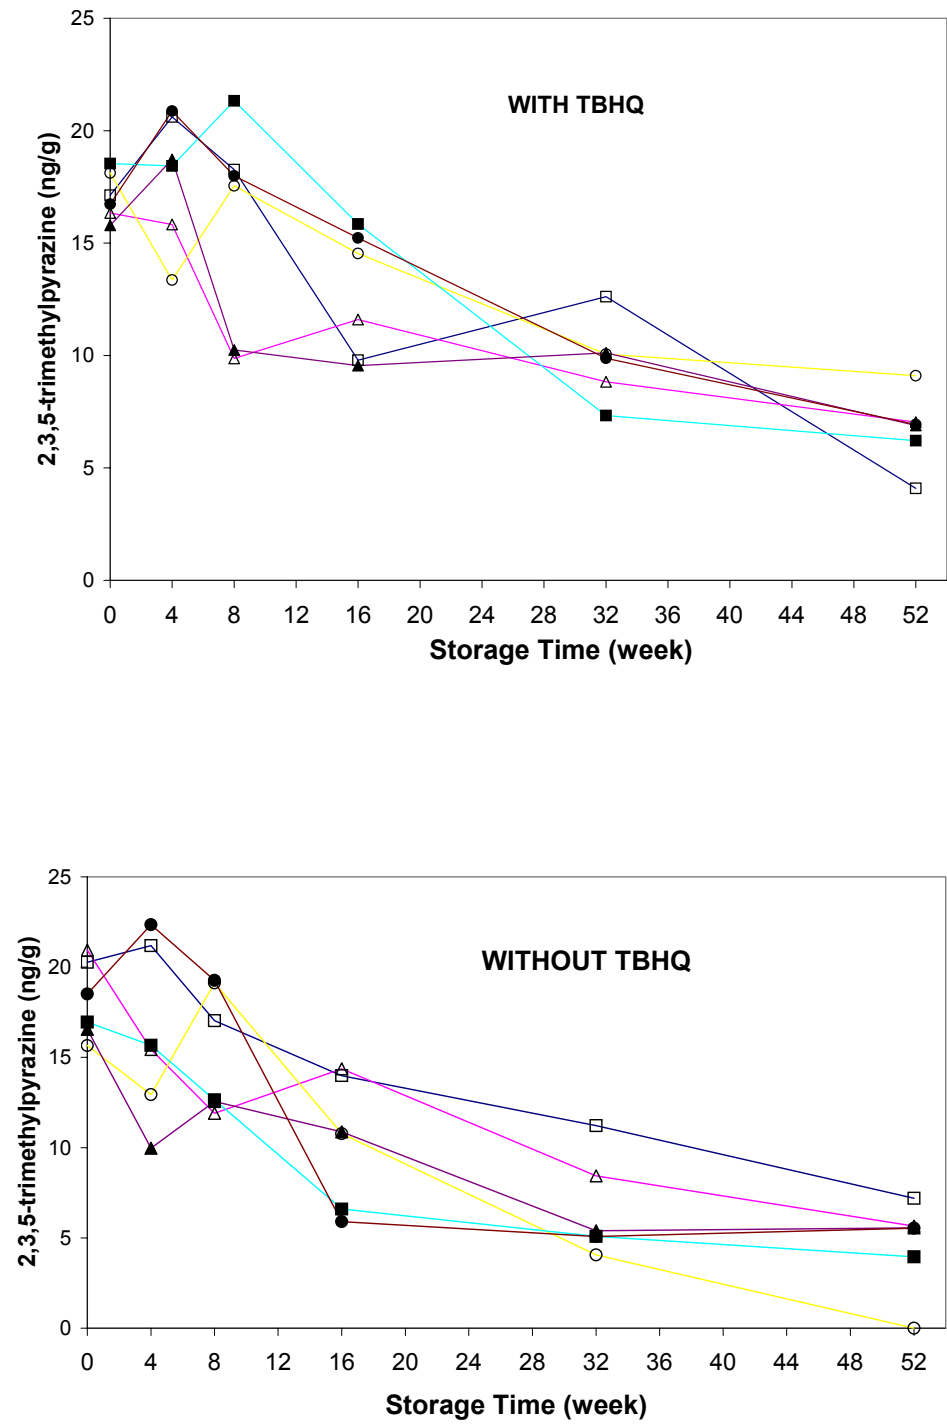 25
WITH TBHQ
20
15
10
5
0
2,3,5-trimethylpyrazine (ng/g)
0 4 8 12 16 20 24 28 32 36 40 44 48 52
Storage Time (week)
25
WITHOUT TBHQ
20
15
10
5
0
2,3,5-trimethylpyrazine (ng/g)
0 4 8 12 16 20 24 28 32 36 40 44 48 52
Storage Time (week)